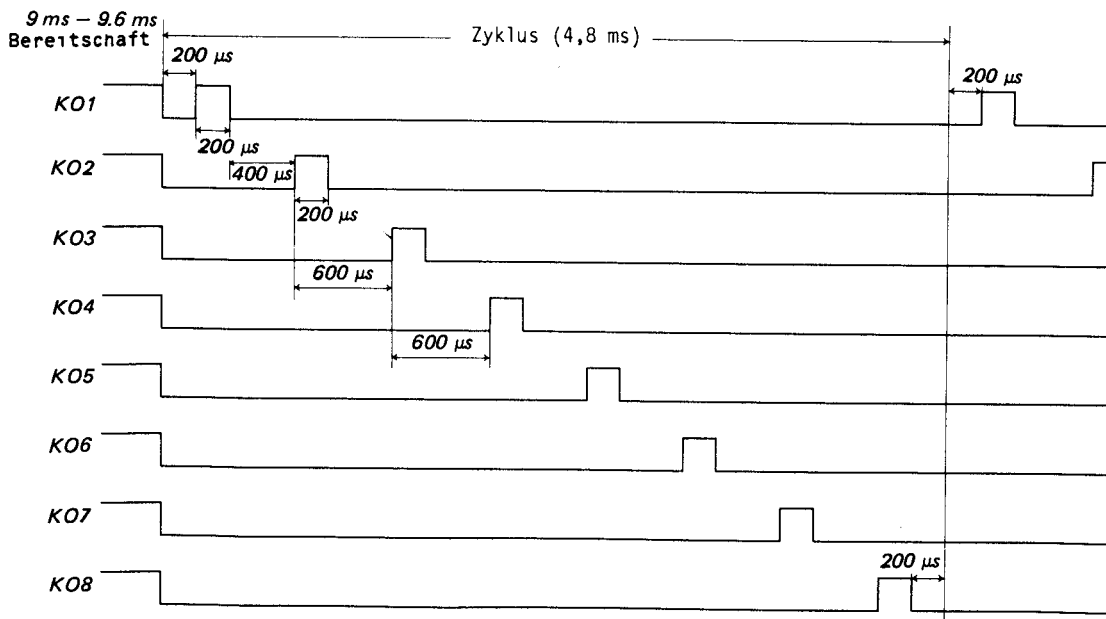 9 ms – 9.6 ms
Bereitschaft
Zyklus (4,8 ms)
200 µs
200 µs
KO1
200 µs
400 µs
KO2
200 µs
KO3
600 µs
KO4
600 µs
KO5
KO6
KO7
200 µs
KO8